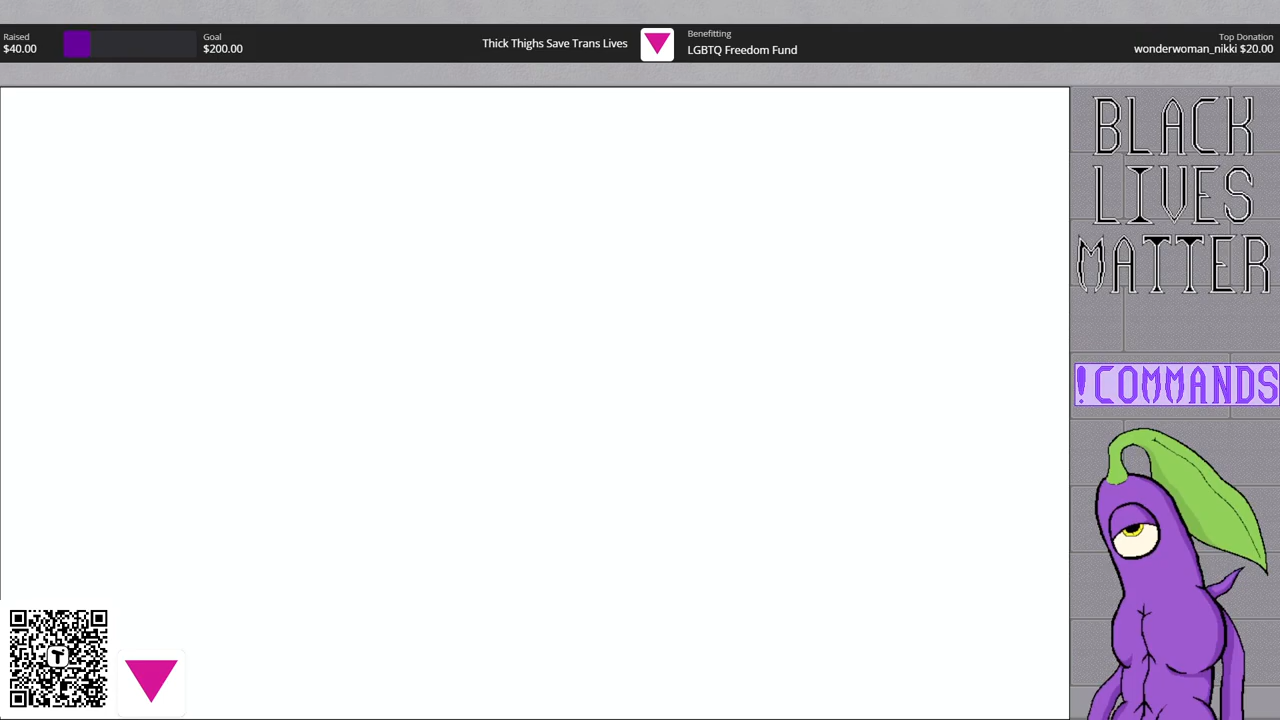 Raised
$40.00
Goal
$200.00
Thick Thighs Save Trans Lives
Benefitting
LGBTQ Freedom Fund
Top Donation
wonderwoman_nikki $20.00
BLACK
LIVES
MATTER
!COMMANDS
T